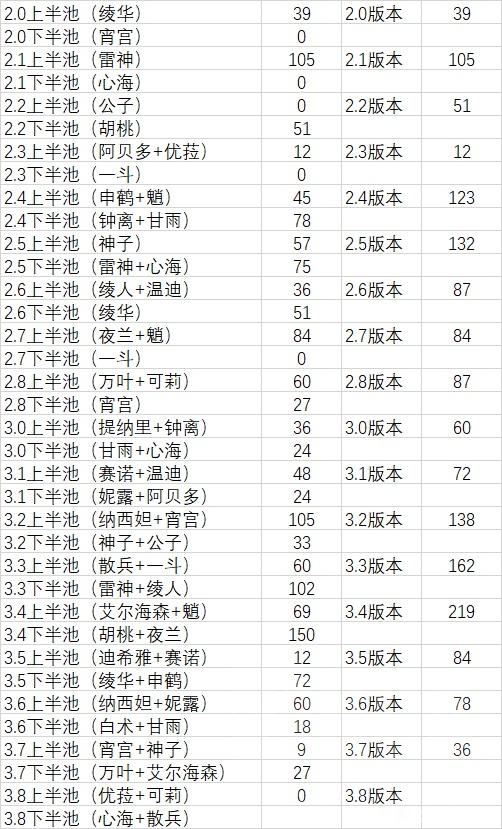 2.0上半池（绫华） 39 2.0版本 39
2.0下半池（宵宫） 0
2.1上半池（雷神） 105 2.1版本 105
2.1下半池（心海） 0
2.2上半池（公子） 0 2.2版本 51
2.2下半池（胡桃） 51
2.3上半池（阿贝多+优菈） 12 2.3版本 12
2.3下半池（一斗） 0
2.4上半池（申鹤+魈） 45 2.4版本 123
2.4下半池（钟离+甘雨） 78
2.5上半池（神子） 57 2.5版本 132
2.5下半池（雷神+心海） 75
2.6上半池（绫人+温迪） 36 2.6版本 87
2.6下半池（绫华） 51
2.7上半池（夜兰+魈） 84 2.7版本 84
2.7下半池（一斗） 0
2.8上半池（万叶+可莉） 60 2.8版本 87
2.8下半池（宵宫） 27
3.0上半池（提纳里+钟离） 36 3.0版本 60
3.0下半池（甘雨+心海） 24
3.1上半池（赛诺+温迪） 48 3.1版本 72
3.1下半池（妮露+阿贝多） 24
3.2上半池（纳西妲+宵宫） 105 3.2版本 138
3.2下半池（神子+公子） 33
3.3上半池（散兵+一斗） 60 3.3版本 162
3.3下半池（雷神+绫人） 102
3.4上半池（艾尔海森+魈） 69 3.4版本 219
3.4下半池（胡桃+夜兰） 150
3.5上半池（迪希雅+赛诺） 12 3.5版本 84
3.5下半池（绫华+申鹤） 72
3.6上半池（纳西妲+妮露） 60 3.6版本 78
3.6下半池（白术+甘雨） 18
3.7上半池（宵宫+神子） 9 3.7版本 36
3.7下半池（万叶+艾尔海森） 27
3.8上半池（优菈+可莉） 0 3.8版本
3.8下半池（心海+散兵）